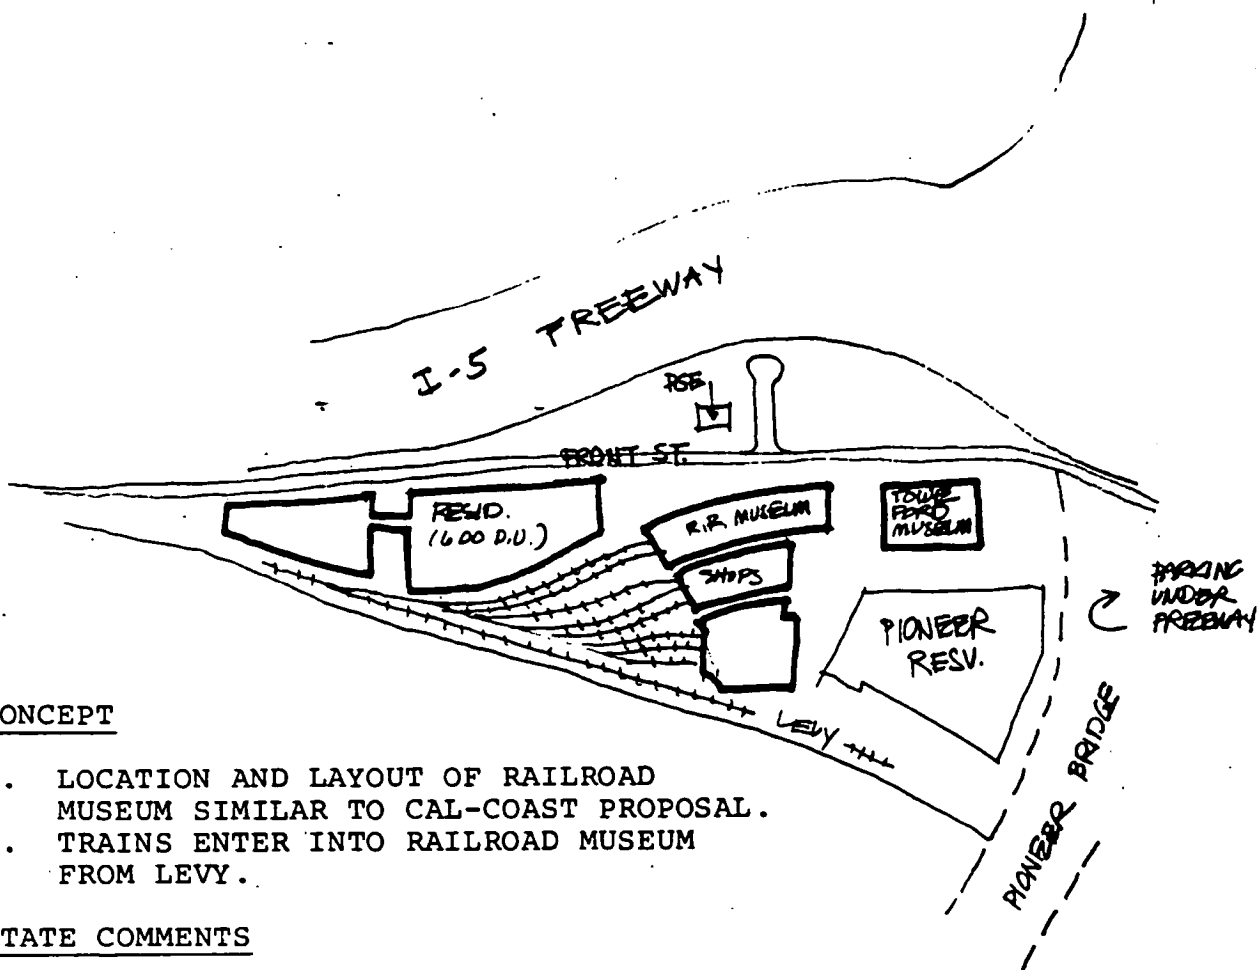 I-5 FREEWAY
PSE
FRONT ST.
RESID.
(600 D.U.)
R.R. MUSEUM
SHOPS
TOWE
FORD
MUSEUM
PIONEER
RESV.
PARKING
UNDER
FREEWAY
LEVY
PIONEER BRIDGE
ONCEPT
. LOCATION AND LAYOUT OF RAILROAD
MUSEUM SIMILAR TO CAL-COAST PROPOSAL.
. TRAINS ENTER INTO RAILROAD MUSEUM
FROM LEVY.
TATE COMMENTS